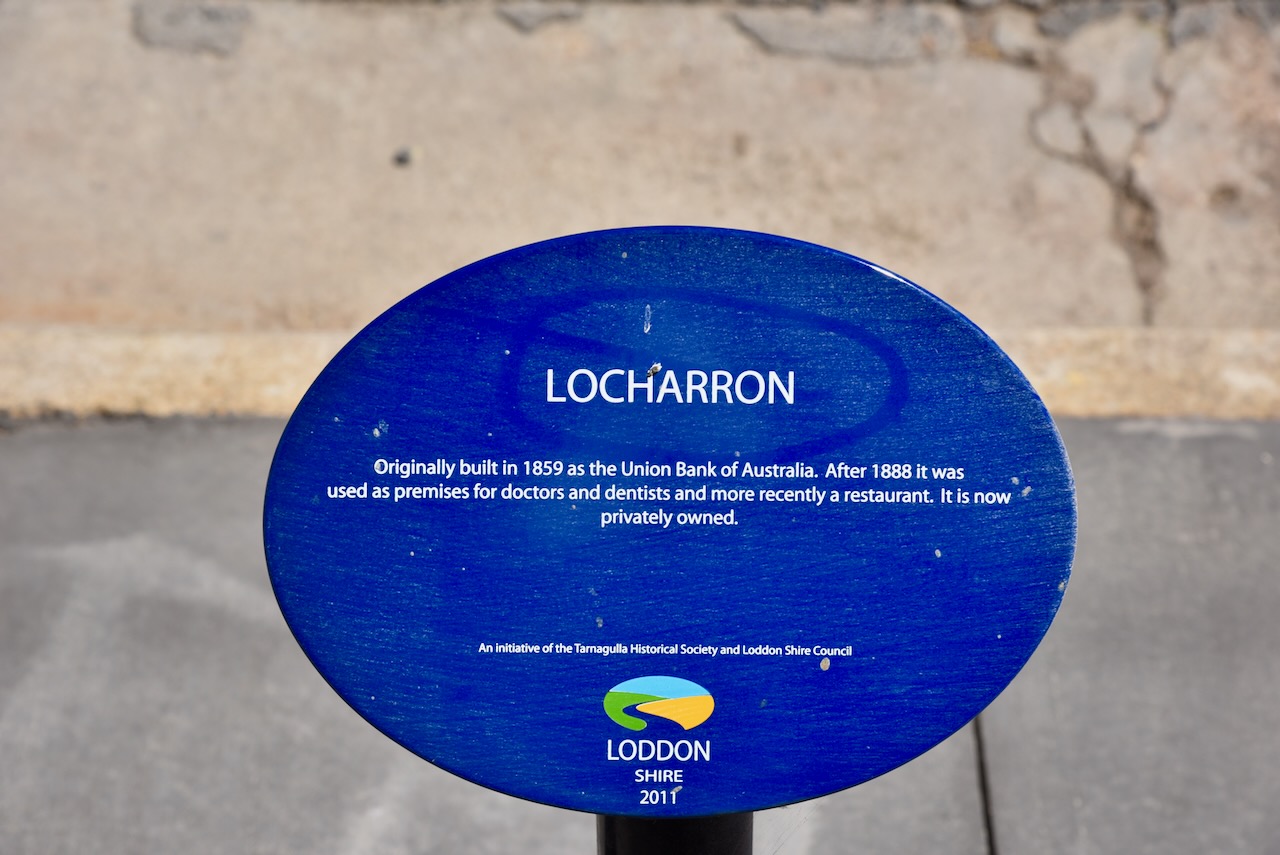 LOCHARRON
Originally built in 1859 as the Union Bank of Australia. After 1888 it was
used as premises for doctors and dentists and more recently a restaurant. It is now
privately owned.
An initiative of the Tarnagulla Historical Society and Loddon Shire Council
LODDON
SHIRE
2011